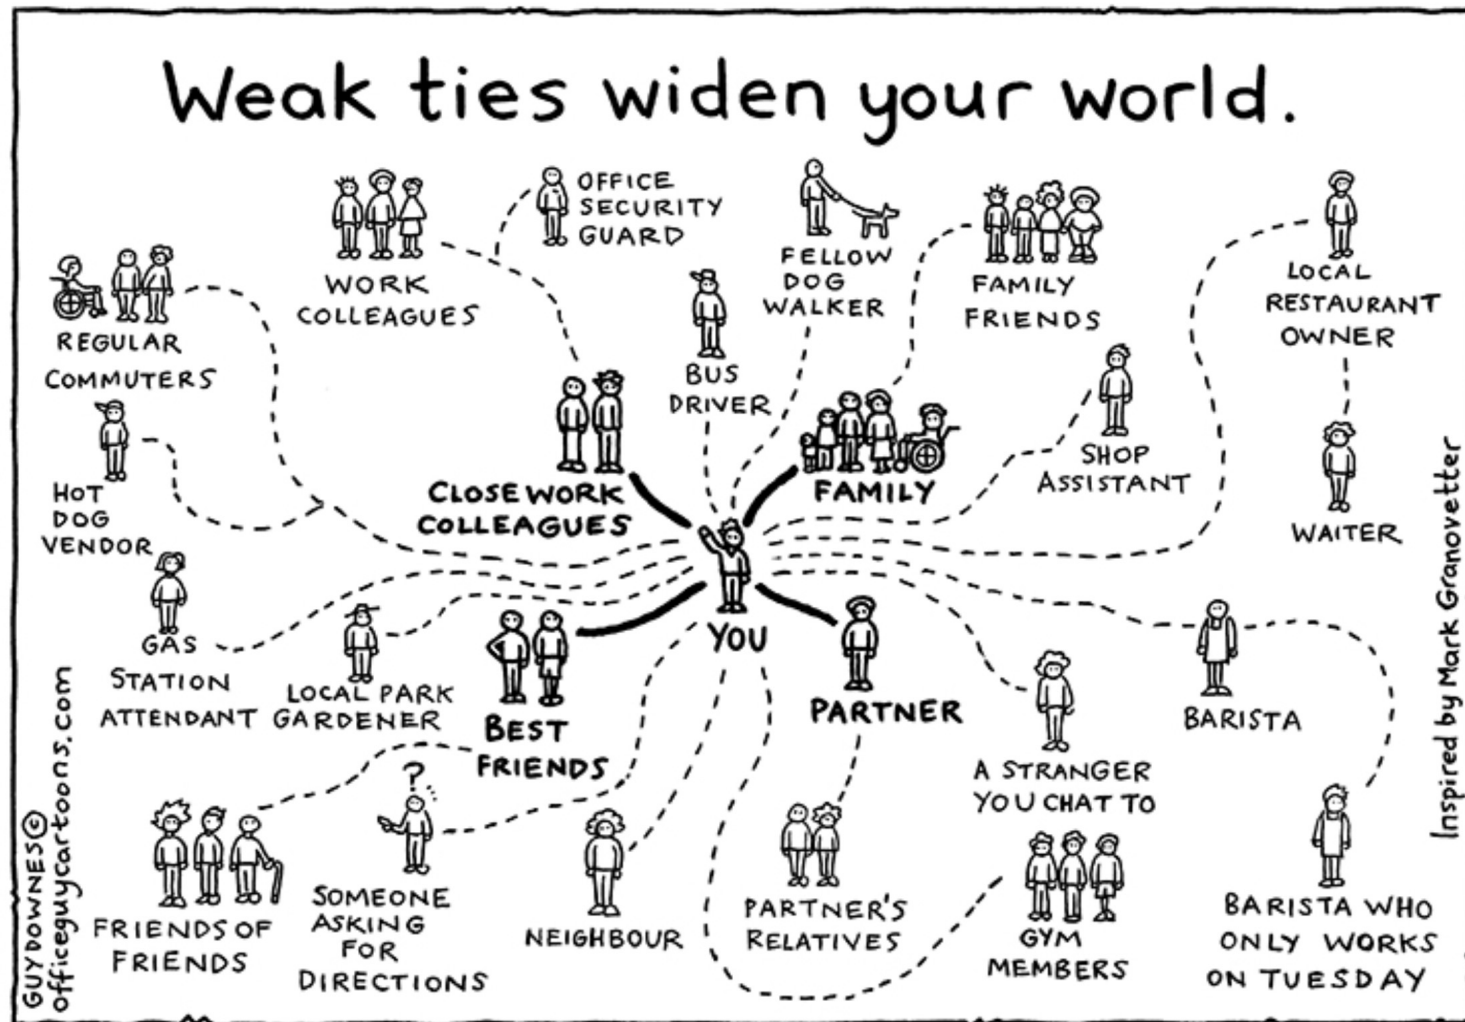 Weak ties widen your world.
OFFICE
SECURITY
GUARD
WORK
COLLEAGUES
FELLOW
DOG
WALKER
FAMILY
FRIENDS
LOCAL
RESTAURANT
OWNER
REGULAR
COMMUTERS
BUS
DRIVER
HOT
DOG
VENDOR
CLOSE WORK
COLLEAGUES
FAMILY
SHOP
ASSISTANT
WAITER
GAS
STATION
ATTENDANT
LOCAL PARK
GARDENER
YOU
BEST
FRIENDS
PARTNER
BARISTA
A STRANGER
YOU CHAT TO
?
FRIENDS OF
FRIENDS
SOMEONE
ASKING
FOR
DIRECTIONS
NEIGHBOUR
PARTNER'S
RELATIVES
GYM
MEMBERS
BARISTA WHO
ONLY WORKS
ON TUESDAY
GUYDOWNES©
officeguycartoons.com
Inspired by Mark Granovetter